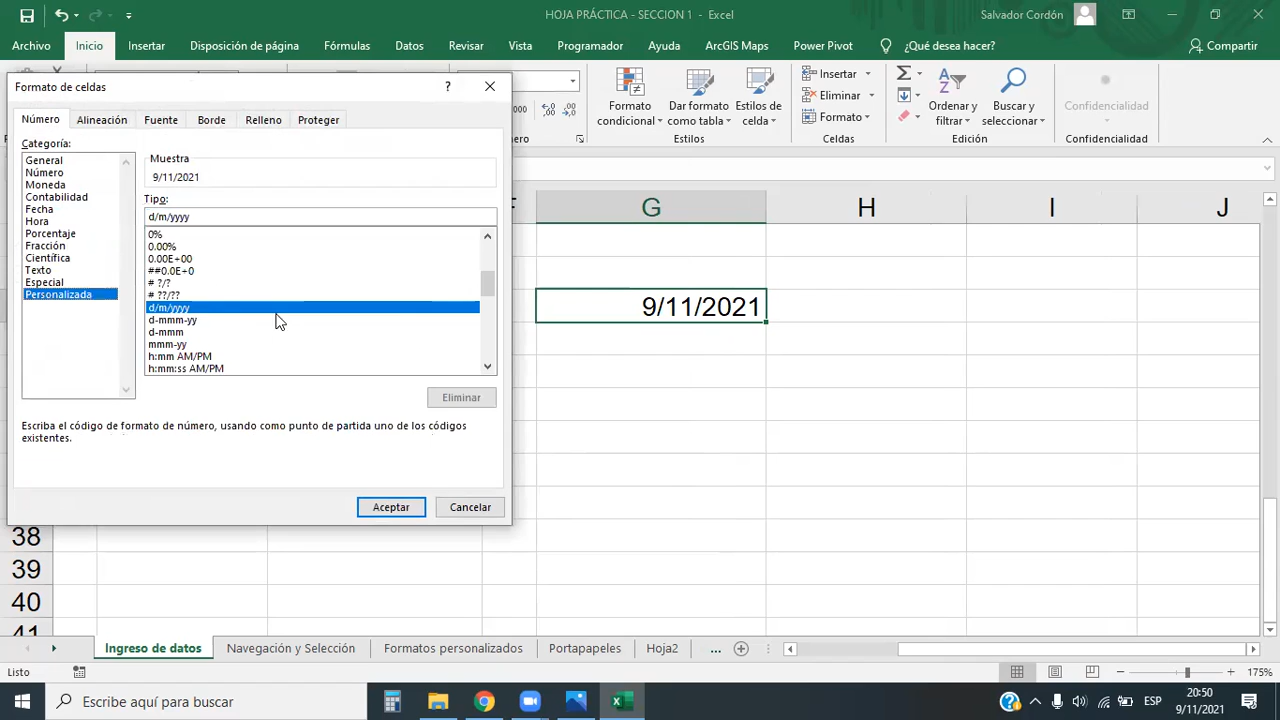 HOJA PRÁCTICA - SECCION 1 - Excel
Salvador Cordón
Archivo Inicio Insertar Disposición de página Fórmulas Datos Revisar Vista Programador Ayuda ArcGIS Maps Power Pivot ¿Qué desea hacer? Compartir
Formato de celdas
?
Número Alineación Fuente Borde Relleno Proteger
Categoría:
General
Número
Moneda
Contabilidad
Fecha
Hora
Porcentaje
Fracción
Científica
Texto
Especial
Personalizada
Muestra
9/11/2021
Tipo:
d/m/yyyy
0%
0.00%
0.00E+00
##0.0E+0
# ?/?
# ??/??
d/m/yyyy
d-mmm-yy
d-mmm
mmm-yy
h:mm AM/PM
h:mm:ss AM/PM
Eliminar
Escriba el código de formato de número, usando como punto de partida uno de los códigos
existentes.
Aceptar Cancelar
Formato
condicional
Dar formato
como tabla
Estilos de
celda
Estilos
Insertar
Eliminar
Formato
Celdas
Ordenar y
filtrar
Buscar y
seleccionar
Edición
Confidencialidad
Confidencialidad
G H I J
9/11/2021
38
39
40
41
Ingreso de datos Navegación y Selección Formatos personalizados Portapapeles Hoja2 ...
Listo
175%
Escribe aquí para buscar
ESP
20:50
9/11/2021